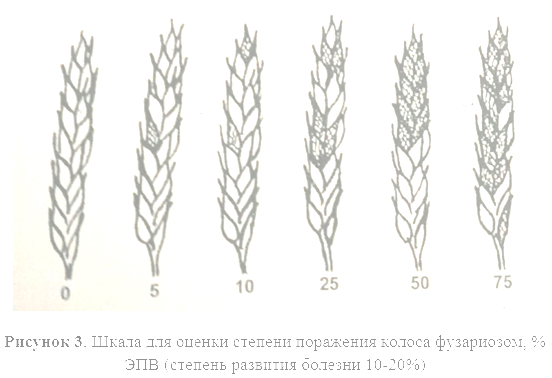 0 5 10 25 50 75
Рисунок 3. Шкала для оценки степени поражения колоса фузариозом, %
ЭПВ (степень развития болезни 10-20%)